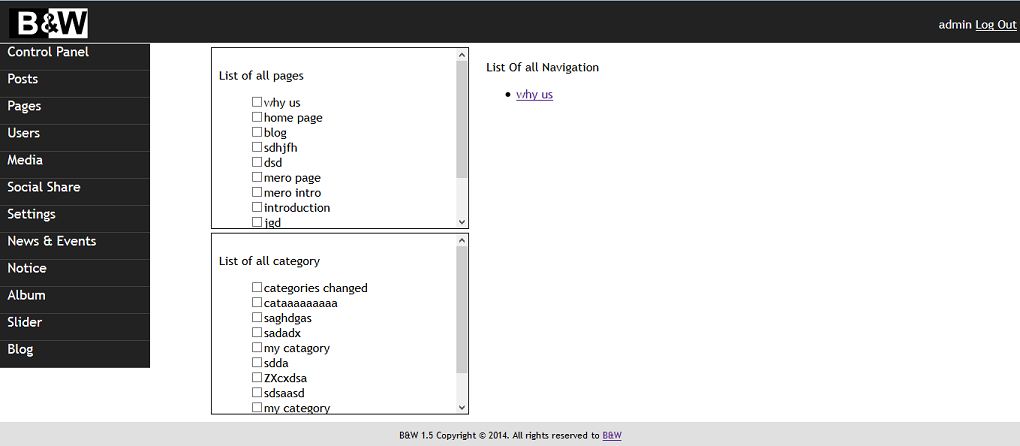 B&W
admin Log Out
Control Panel
Posts
Pages
Users
Media
Social Share
Settings
News & Events
Notice
Album
Slider
Blog
List of all pages
why us
home page
blog
sdhjfh
dsd
mero page
mero intro
introduction
jgd
List of all category
categories changed
cataaaaaaaaa
saghdgas
sadadx
my catagory
sdda
ZXcxdsa
sdsaasd
my category
List Of all Navigation
why us
B&W 1.5 Copyright © 2014. All rights reserved to B&W